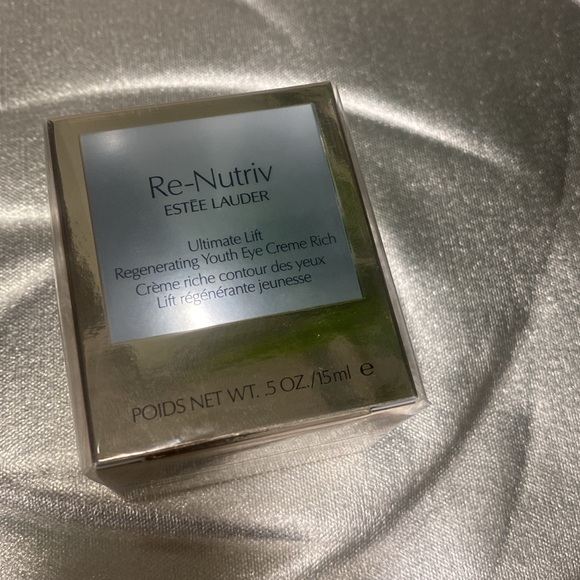 Re-Nutriv
ESTĒE LAUDER
Ultimate Lift
Regenerating Youth Eye Creme Rich
Crème riche contour des yeux
Lift régénérante jeunesse
POIDS NET WT. .5 OZ./15ml e